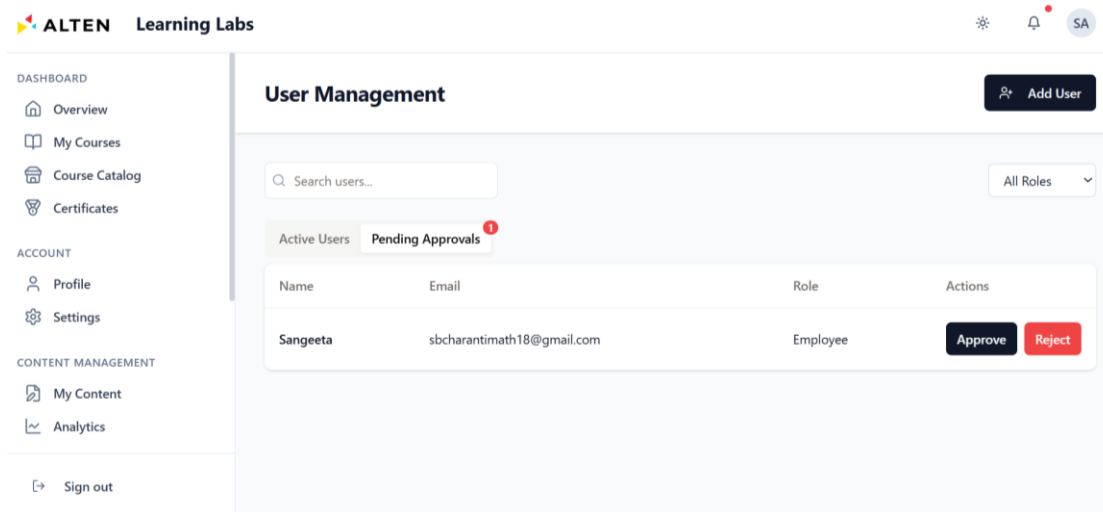 ALTEN Learning Labs
SA
DASHBOARD
Overview
My Courses
Course Catalog
Certificates
ACCOUNT
Profile
Settings
CONTENT MANAGEMENT
My Content
Analytics
Sign out
User Management
Add User
Search users...
All Roles
Active Users Pending Approvals 1
Name Email Role Actions
Sangeeta sbcharantimath18@gmail.com Employee Approve Reject